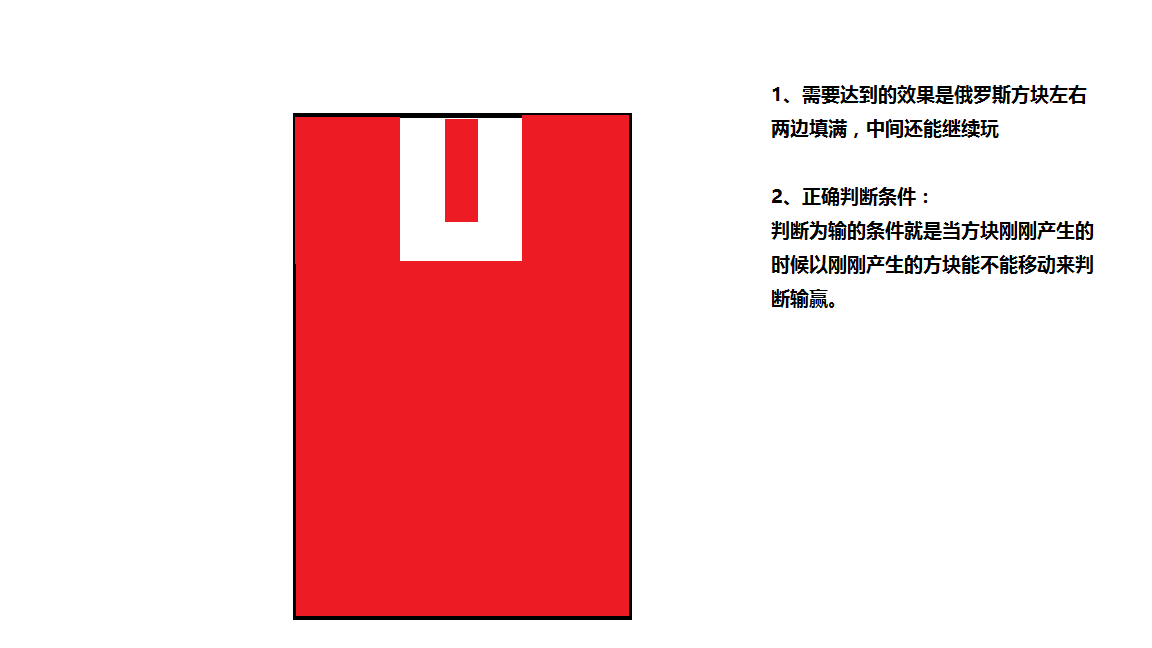 1、需要达到的效果是俄罗斯方块左右
两边填满，中间还能继续玩
2、正确判断条件：
判断为输的条件就是当方块刚刚产生的
时候以刚刚产生的方块能不能移动来判
断输赢。